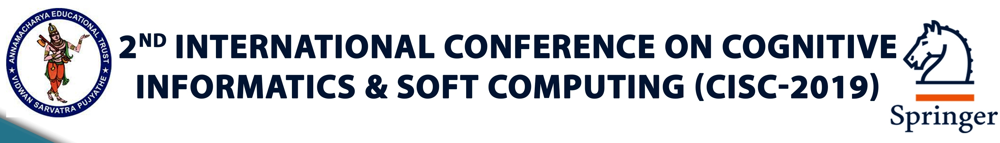 ANNAMACHARYA EDUCATIONAL TRUST
★ VIDWAN SARVATRA PUJYATHE ★
2ND INTERNATIONAL CONFERENCE ON COGNITIVE
INFORMATICS & SOFT COMPUTING (CISC-2019)
Springer